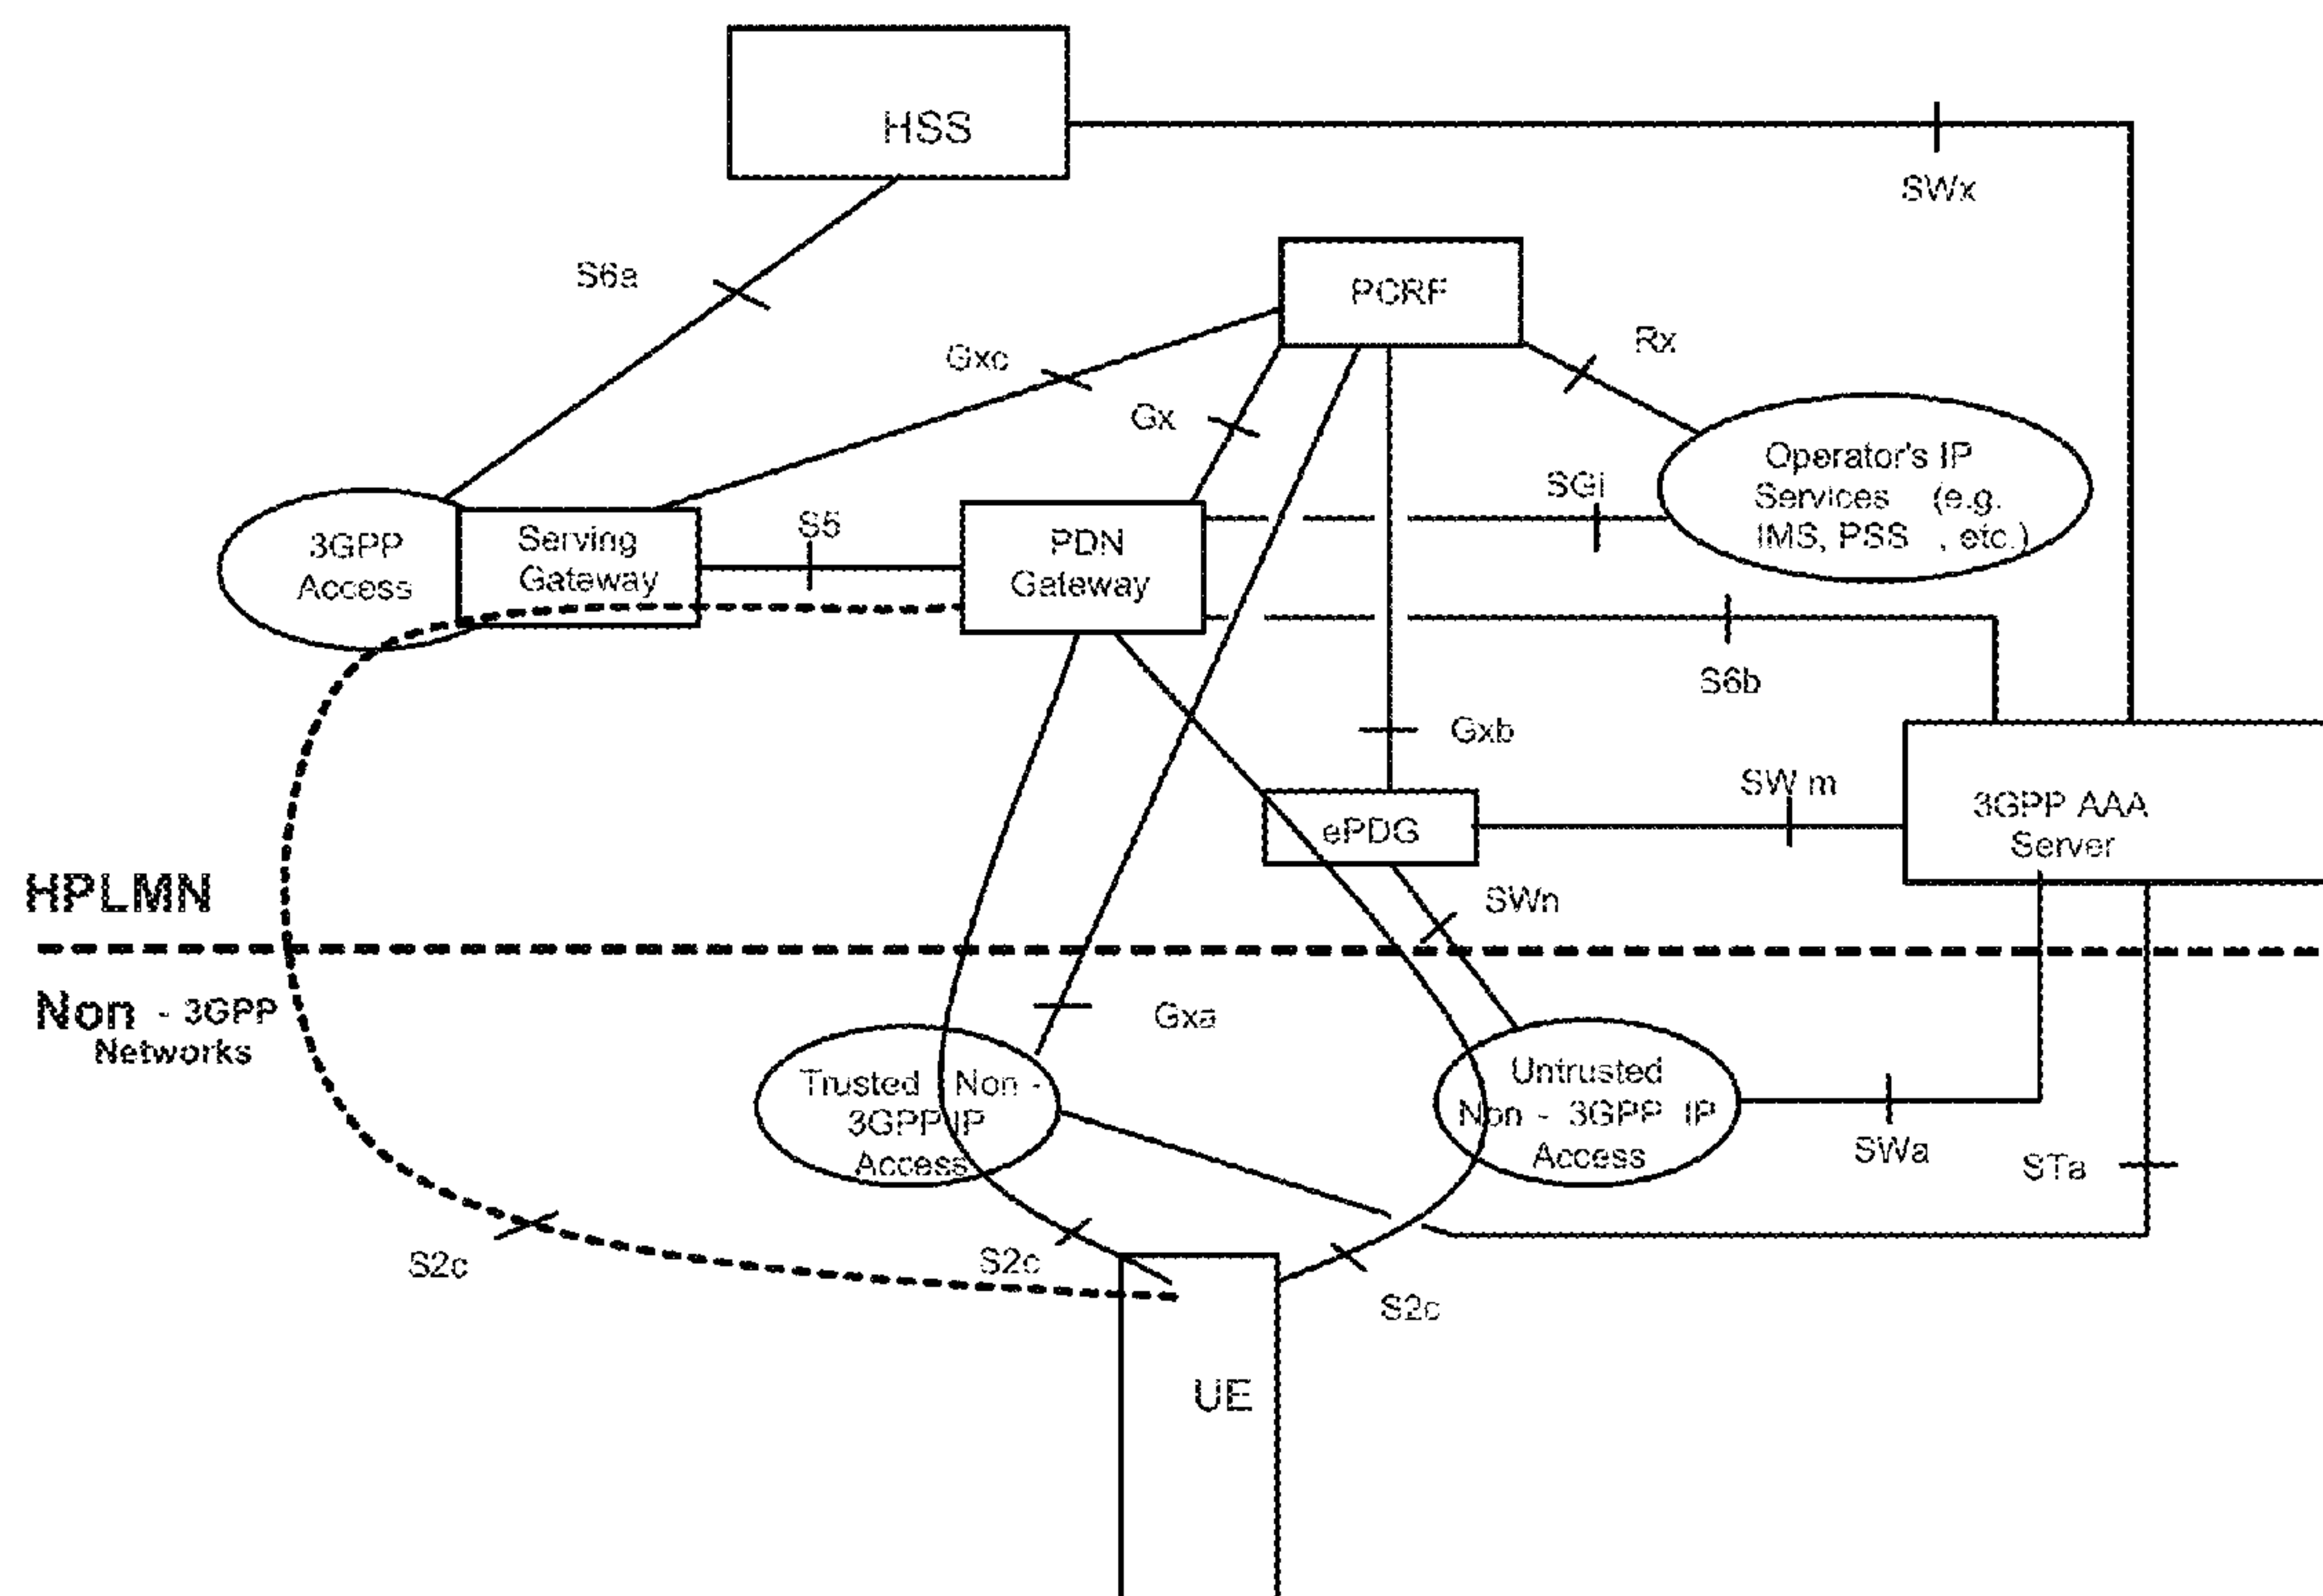 HSS
SWx
S6a
PCRF
Rx
Gxc
Gx
Operator's IP
Services (e.g.
IMS, PSS , etc.)
SGi
3GPP
Access
Serving
Gateway
S5
PDN
Gateway
S6b
Gxb
SW m
3GPP AAA
Server
ePDG
HPLMN
SWn
Non - 3GPP
Networks
Gxa
Trusted Non -
3GPP IP
Access
Untrusted
Non - 3GPP IP
Access
SWa
STa
S2c
S2c
S2c
UE